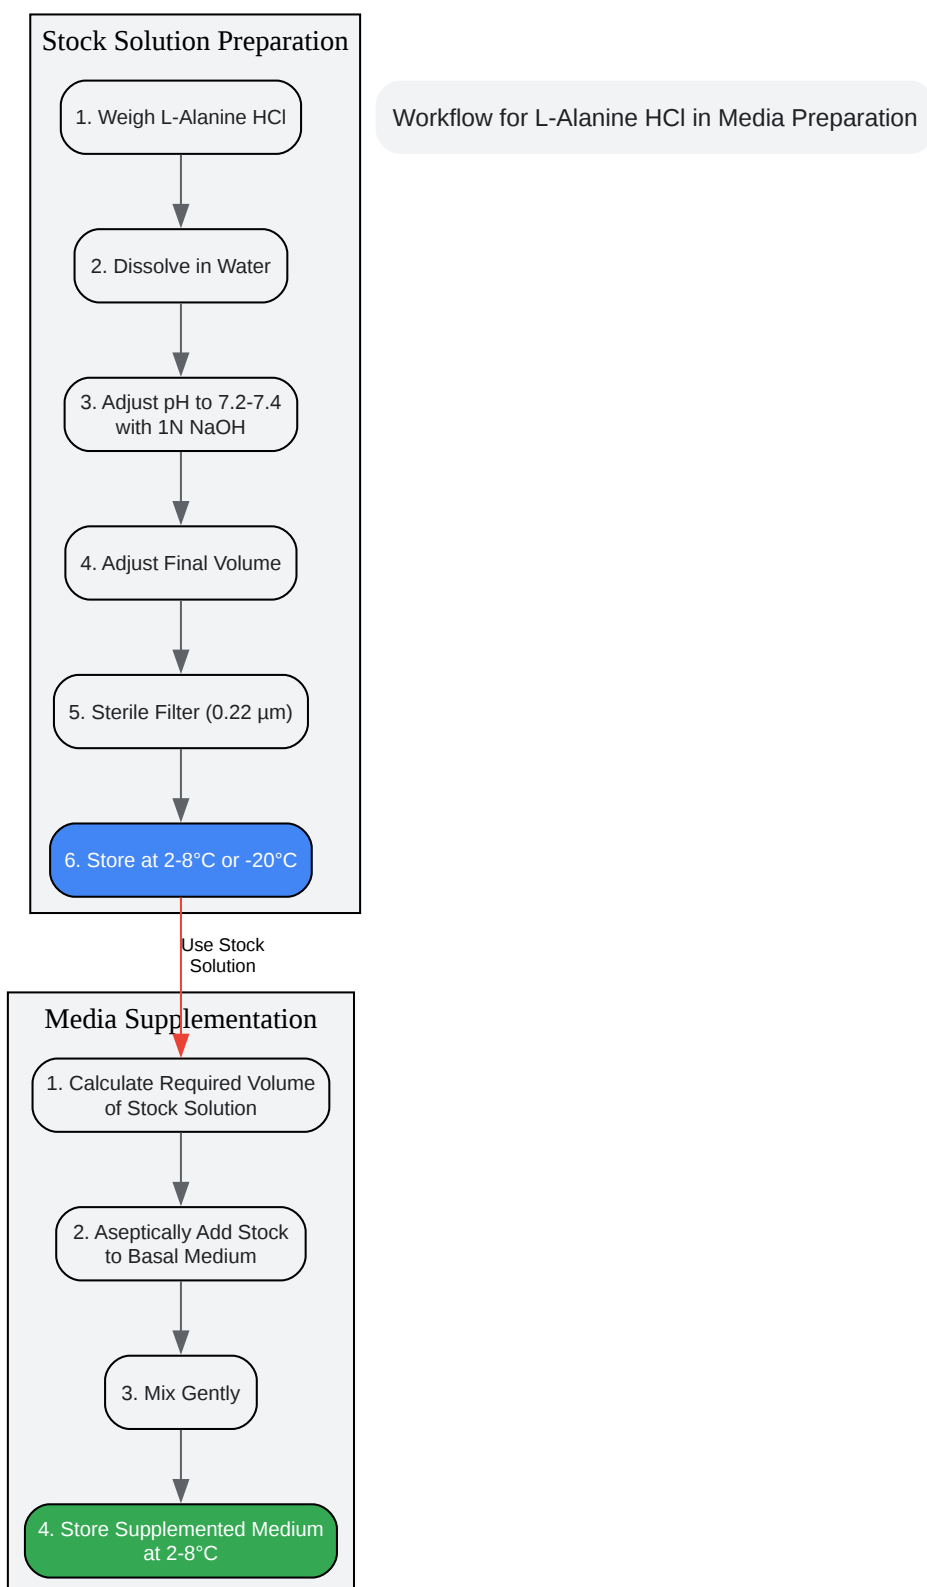 Stock Solution Preparation
1. Weigh L-Alanine HCl
Workflow for L-Alanine HCl in Media Preparation
2. Dissolve in Water
3. Adjust pH to 7.2-7.4
with 1N NaOH
4. Adjust Final Volume
5. Sterile Filter (0.22 µm)
6. Store at 2-8°C or -20°C
Use Stock
Solution
Media Supplementation
1. Calculate Required Volume
of Stock Solution
2. Aseptically Add Stock
to Basal Medium
3. Mix Gently
4. Store Supplemented Medium
at 2-8°C